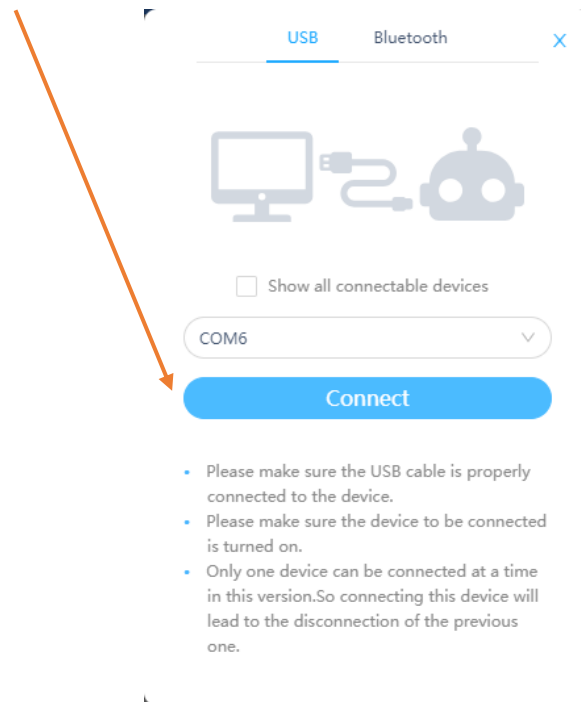 USB Bluetooth
Show all connectable devices
COM6
Connect
Please make sure the USB cable is properly
connected to the device.
Please make sure the device to be connected
is turned on.
Only one device can be connected at a time
in this version.So connecting this device will
lead to the disconnection of the previous
one.